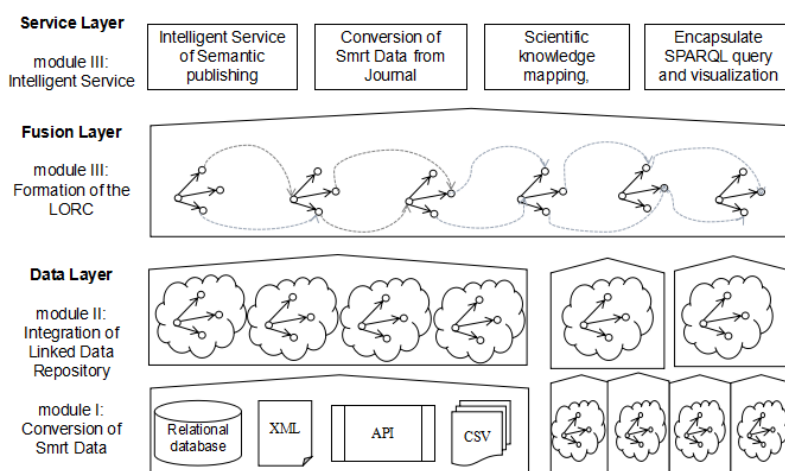 Service Layer
module III:
Intelligent Service
Intelligent Service
of Semantic
publishing
Conversion of
Smrt Data from
Journal
Scientific
knowledge
mapping,
Encapsulate
SPARQL query
and visualization
Fusion Layer
module III:
Formation of the
LORC
Data Layer
module II:
Integration of
Linked Data
Repository
module I:
Conversion of
Smrt Data
Relational
database
XML
API
CSV